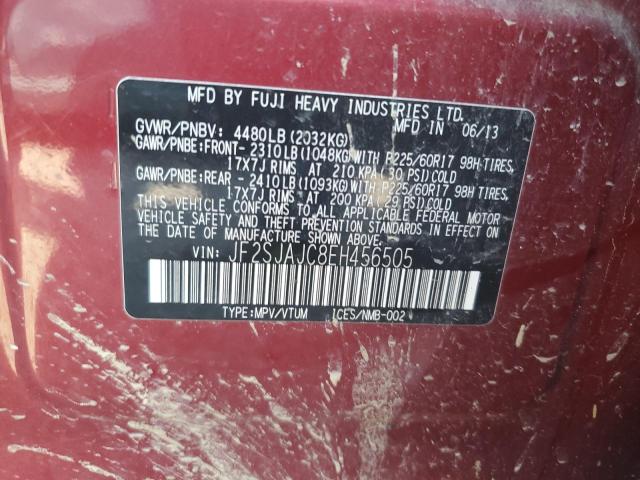 MFD BY FUJI HEAVY INDUSTRIES LTD.
MFD IN 06/13
GVWR/PNBV: 4480LB(2032KG)
GAWR/PNBE:FRONT- 2310LB(1048KG)WITH P225/60R17 98H TIRES,
17X7J RIMS AT 210 KPA(30 PSI)COLD
GAWR/PNBE:REAR - 2410LB(1093KG)WITH P225/60R17 98H TIRES,
17X7J RIMS AT 200 KPA(29 PSI)COLD
THIS VEHICLE CONFORMS TO ALL APPLICABLE FEDERAL MOTOR
VEHICLE SAFETY AND THEFT PREVENTION STANDARDS IN EFFECT ON
THE DATE OF MANUFACTURE SHOWN ABOVE.
VIN: JF2SJAJC8EH456505
TYPE:MPV/VTUM ICES/NMB-002